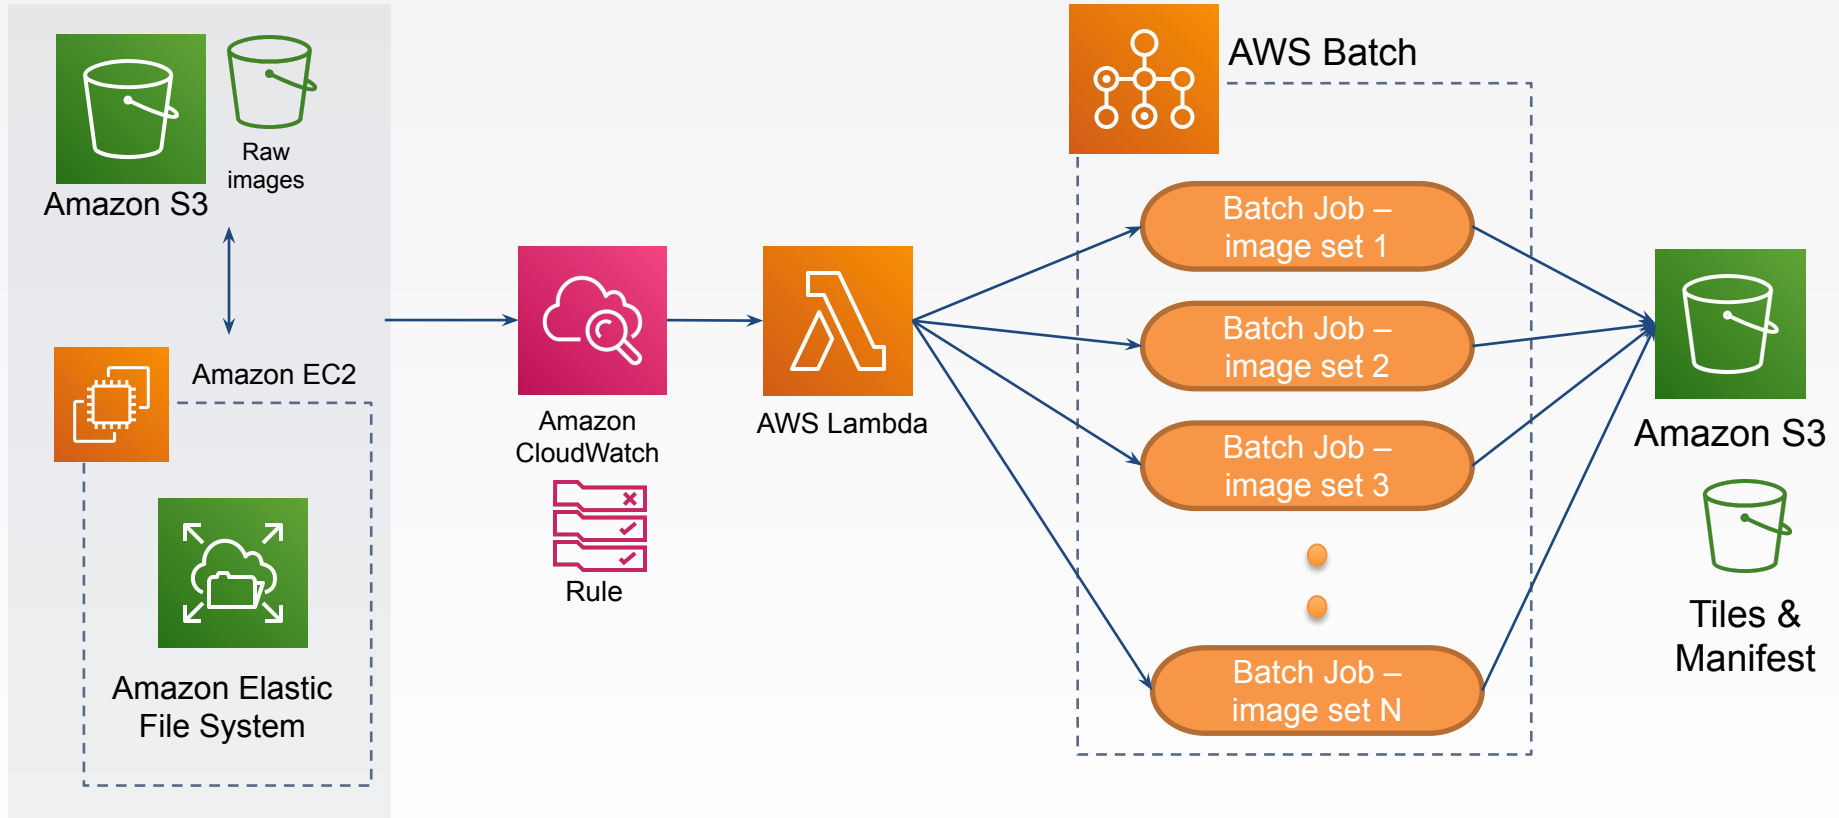 Raw
images
Amazon S3
Amazon EC2
Amazon Elastic
File System
Amazon
CloudWatch
Rule
AWS Lambda
AWS Batch
Batch Job –
image set 1
Batch Job –
image set 2
Batch Job –
image set 3
Batch Job –
image set N
Amazon S3
Tiles &
Manifest